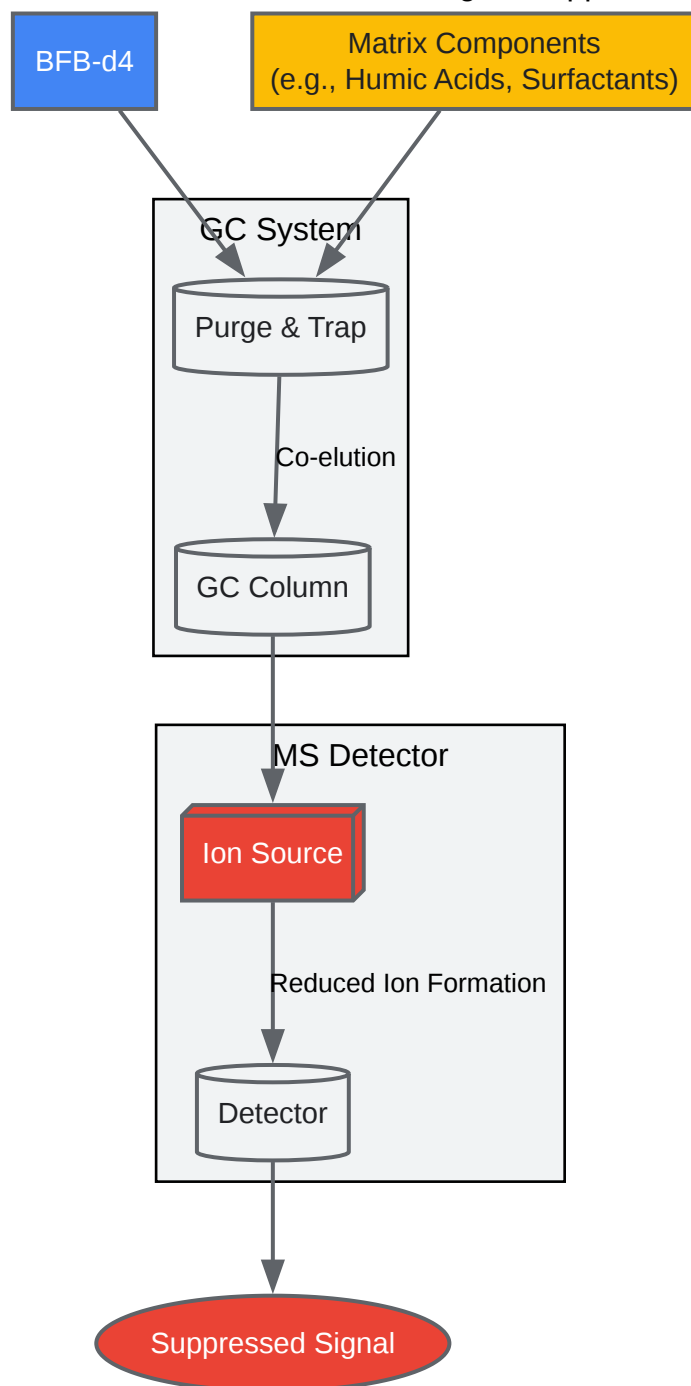 BFB-d4
Matrix Components
(e.g., Humic Acids, Surfactants)
GC System
Purge & Trap
Co-elution
GC Column
MS Detector
Ion Source
Reduced Ion Formation
Detector
Suppressed Signal